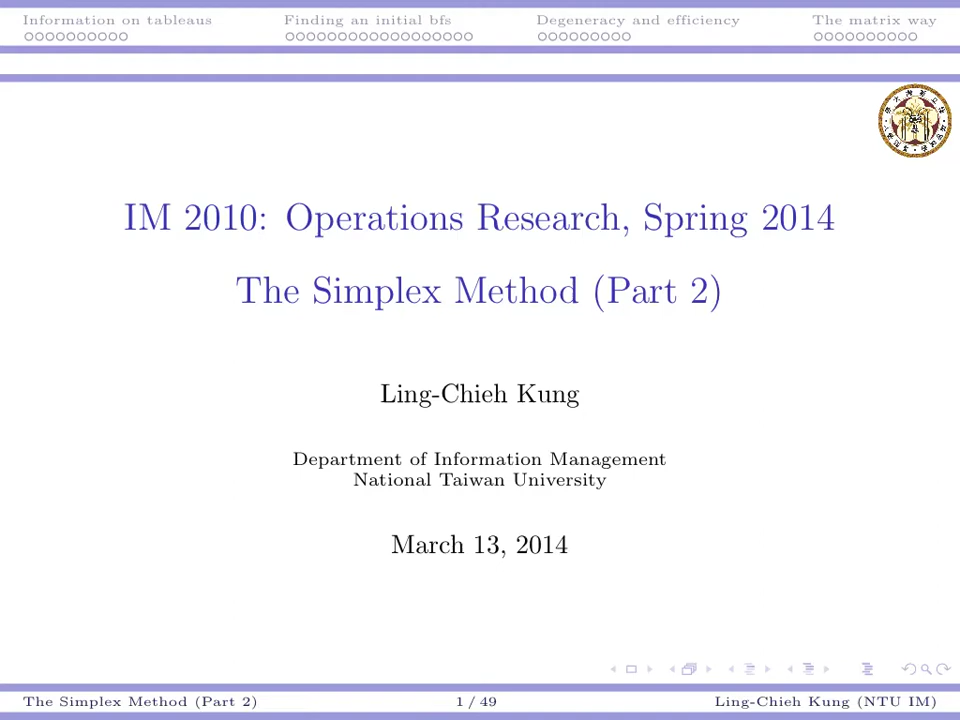 Information on tableaus
Finding an initial bfs
Degeneracy and efficiency
The matrix way
IM 2010: Operations Research, Spring 2014
The Simplex Method (Part 2)
Ling-Chieh Kung
Department of Information Management
National Taiwan University
March 13, 2014
The Simplex Method (Part 2)
1 / 49
Ling-Chieh Kung (NTU IM)